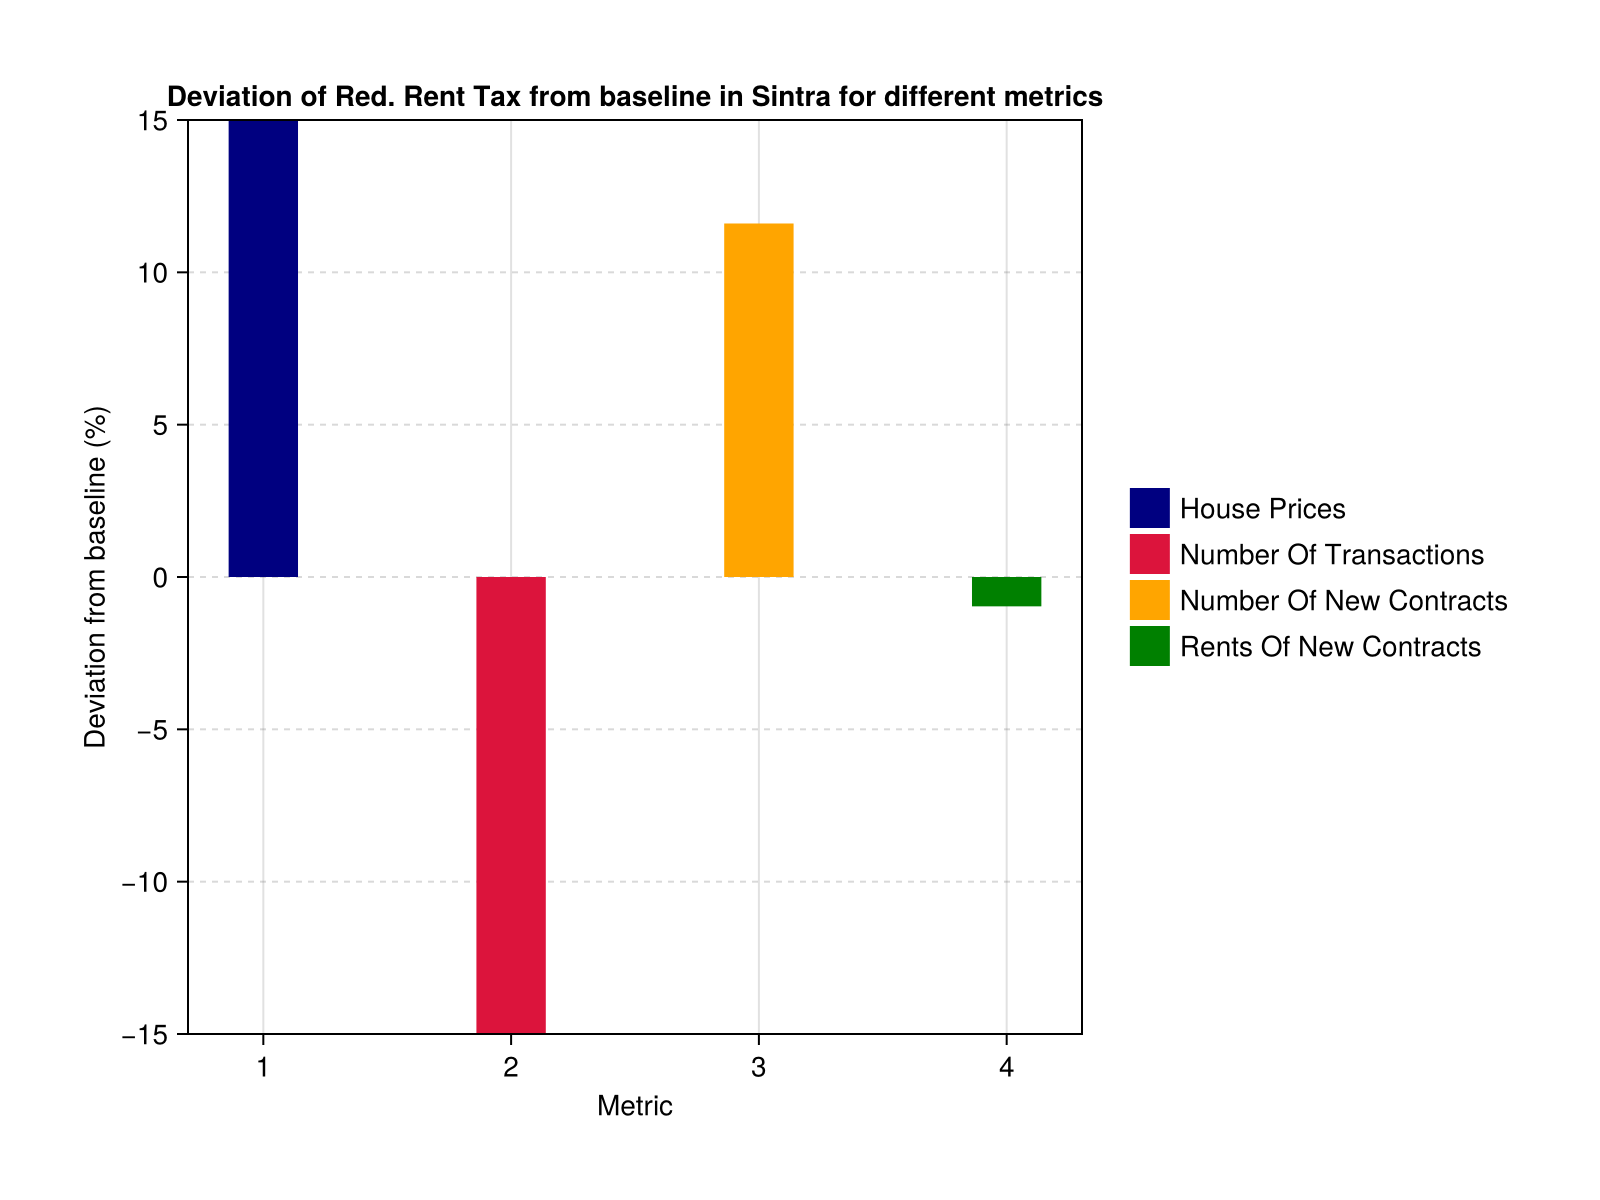 Deviation of Red. Rent Tax from baseline in Sintra for different metrics
15
10
5
0
−5
−10
−15
Deviation from baseline (%)
1 2 3 4
Metric
House Prices
Number Of Transactions
Number Of New Contracts
Rents Of New Contracts